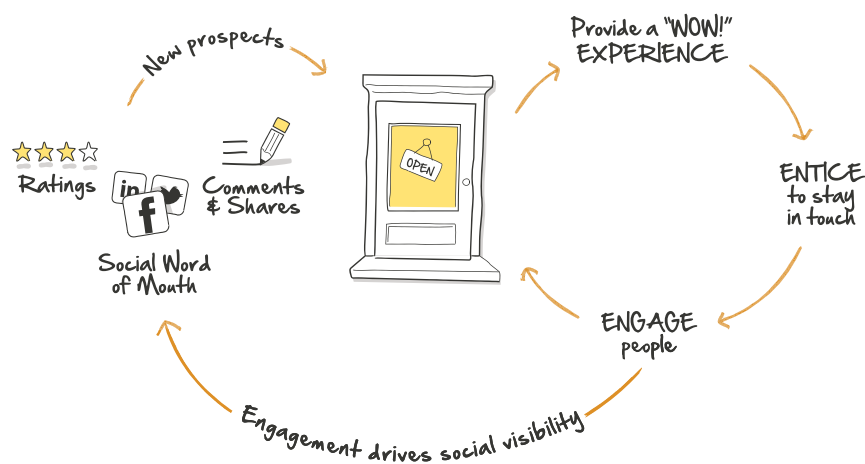 New prospects
Provide a "WOW!"
EXPERIENCE
OPEN
ENTICE
to stay
in touch
Ratings
in
f
Comments
& Shares
Social Word
of Mouth
ENGAGE
people
Engagement drives social visibility